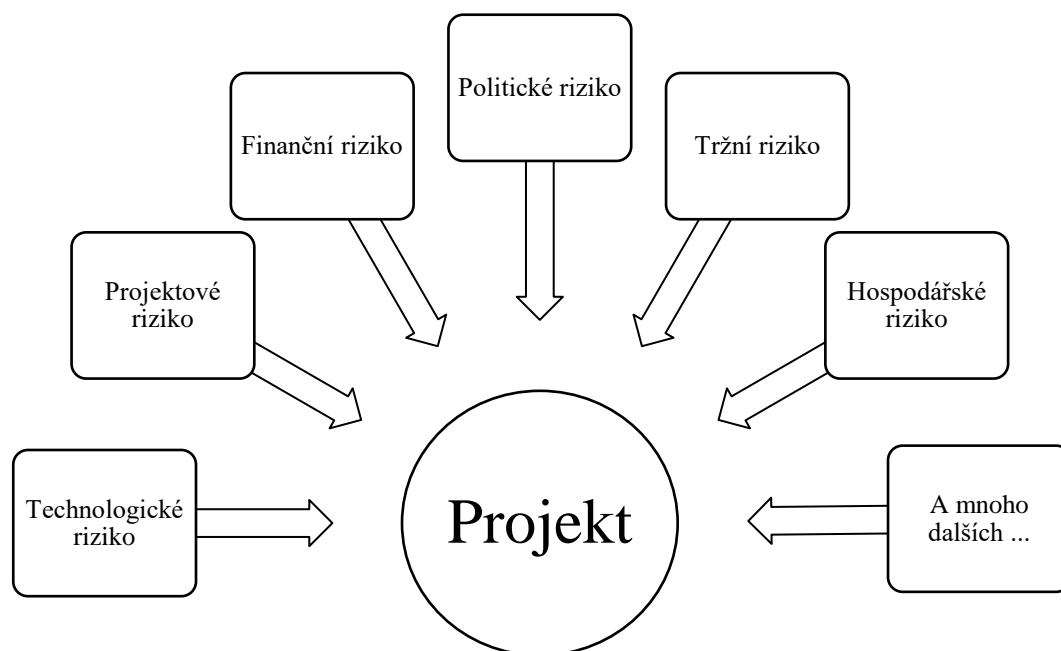 Politické riziko
Finanční riziko
Tržní riziko
Projektové
riziko
Hospodářské
riziko
Technologické
riziko
Projekt
A mnoho
dalších ...